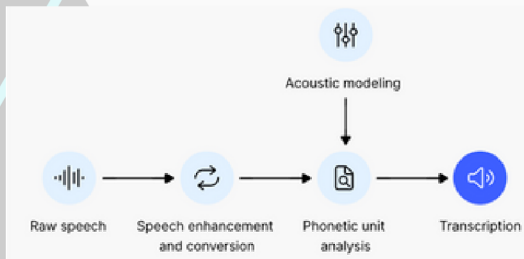 Acoustic modeling
Raw speech
Speech enhancement
and conversion
Phonetic unit
analysis
Transcription